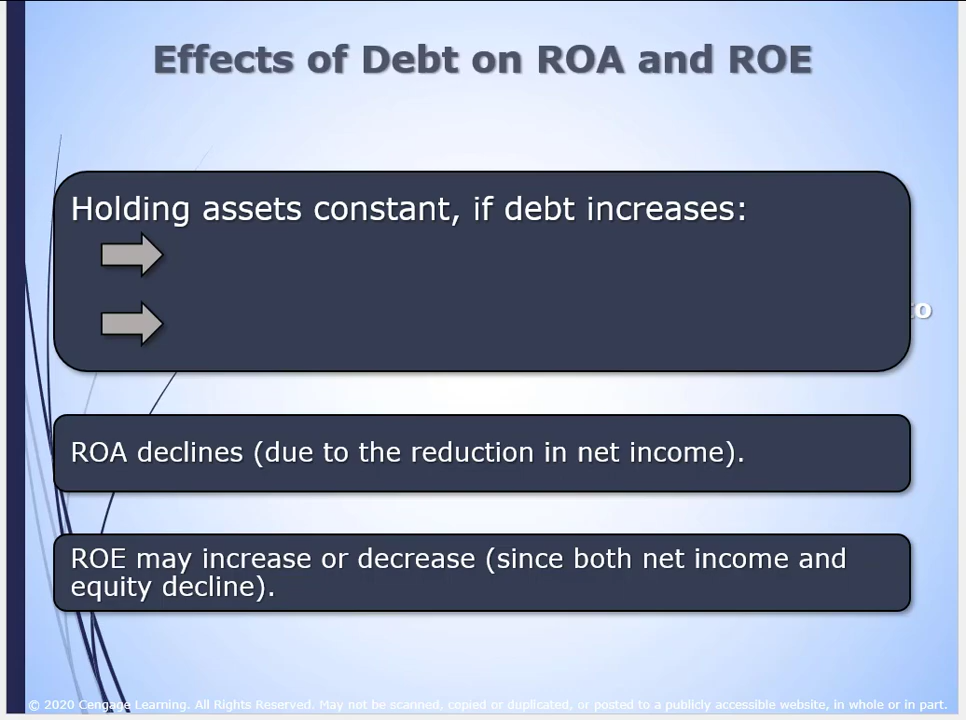 Effects of Debt on ROA and ROE
Holding assets constant, if debt increases:
to
ROA declines (due to the reduction in net income).
ROE may increase or decrease (since both net income and
equity decline).
© 2020 Cengage Learning. All Rights Reserved. May not be scanned, copied or duplicated, or posted to a publicly accessible website, in whole or in part.